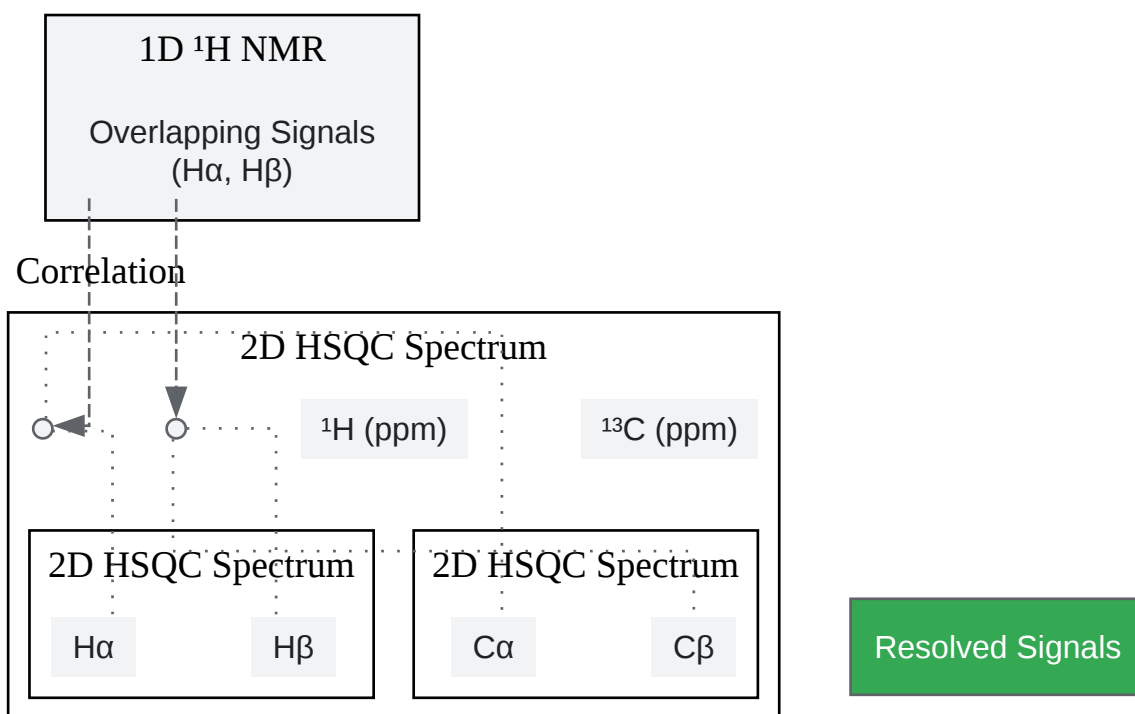 1D ¹H NMR
Overlapping Signals
(Hα, Hβ)
Correlation
2D HSQC Spectrum
¹H (ppm)
¹³C (ppm)
2D HSQC Spectrum
2D HSQC Spectrum
Hα
Hβ
Cα
Cβ
Resolved Signals